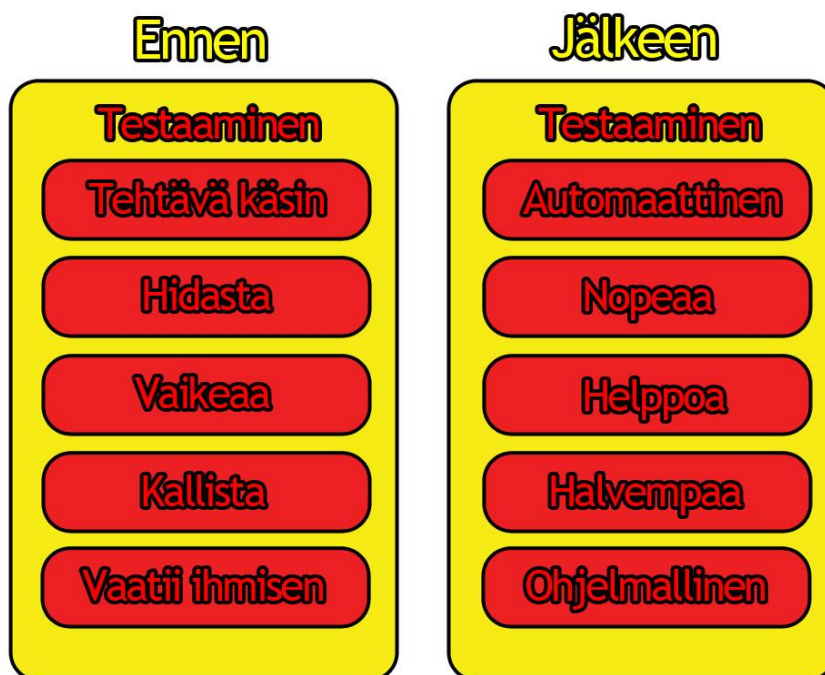 Ennen
Testaaminen
Tehtävä käsin
Hidasta
Vaikeaa
Kallista
Vaatii ihmisen
Jälkeen
Testaaminen
Automaattinen
Nopeaa
Helppoa
Halvempaa
Ohjelmallinen